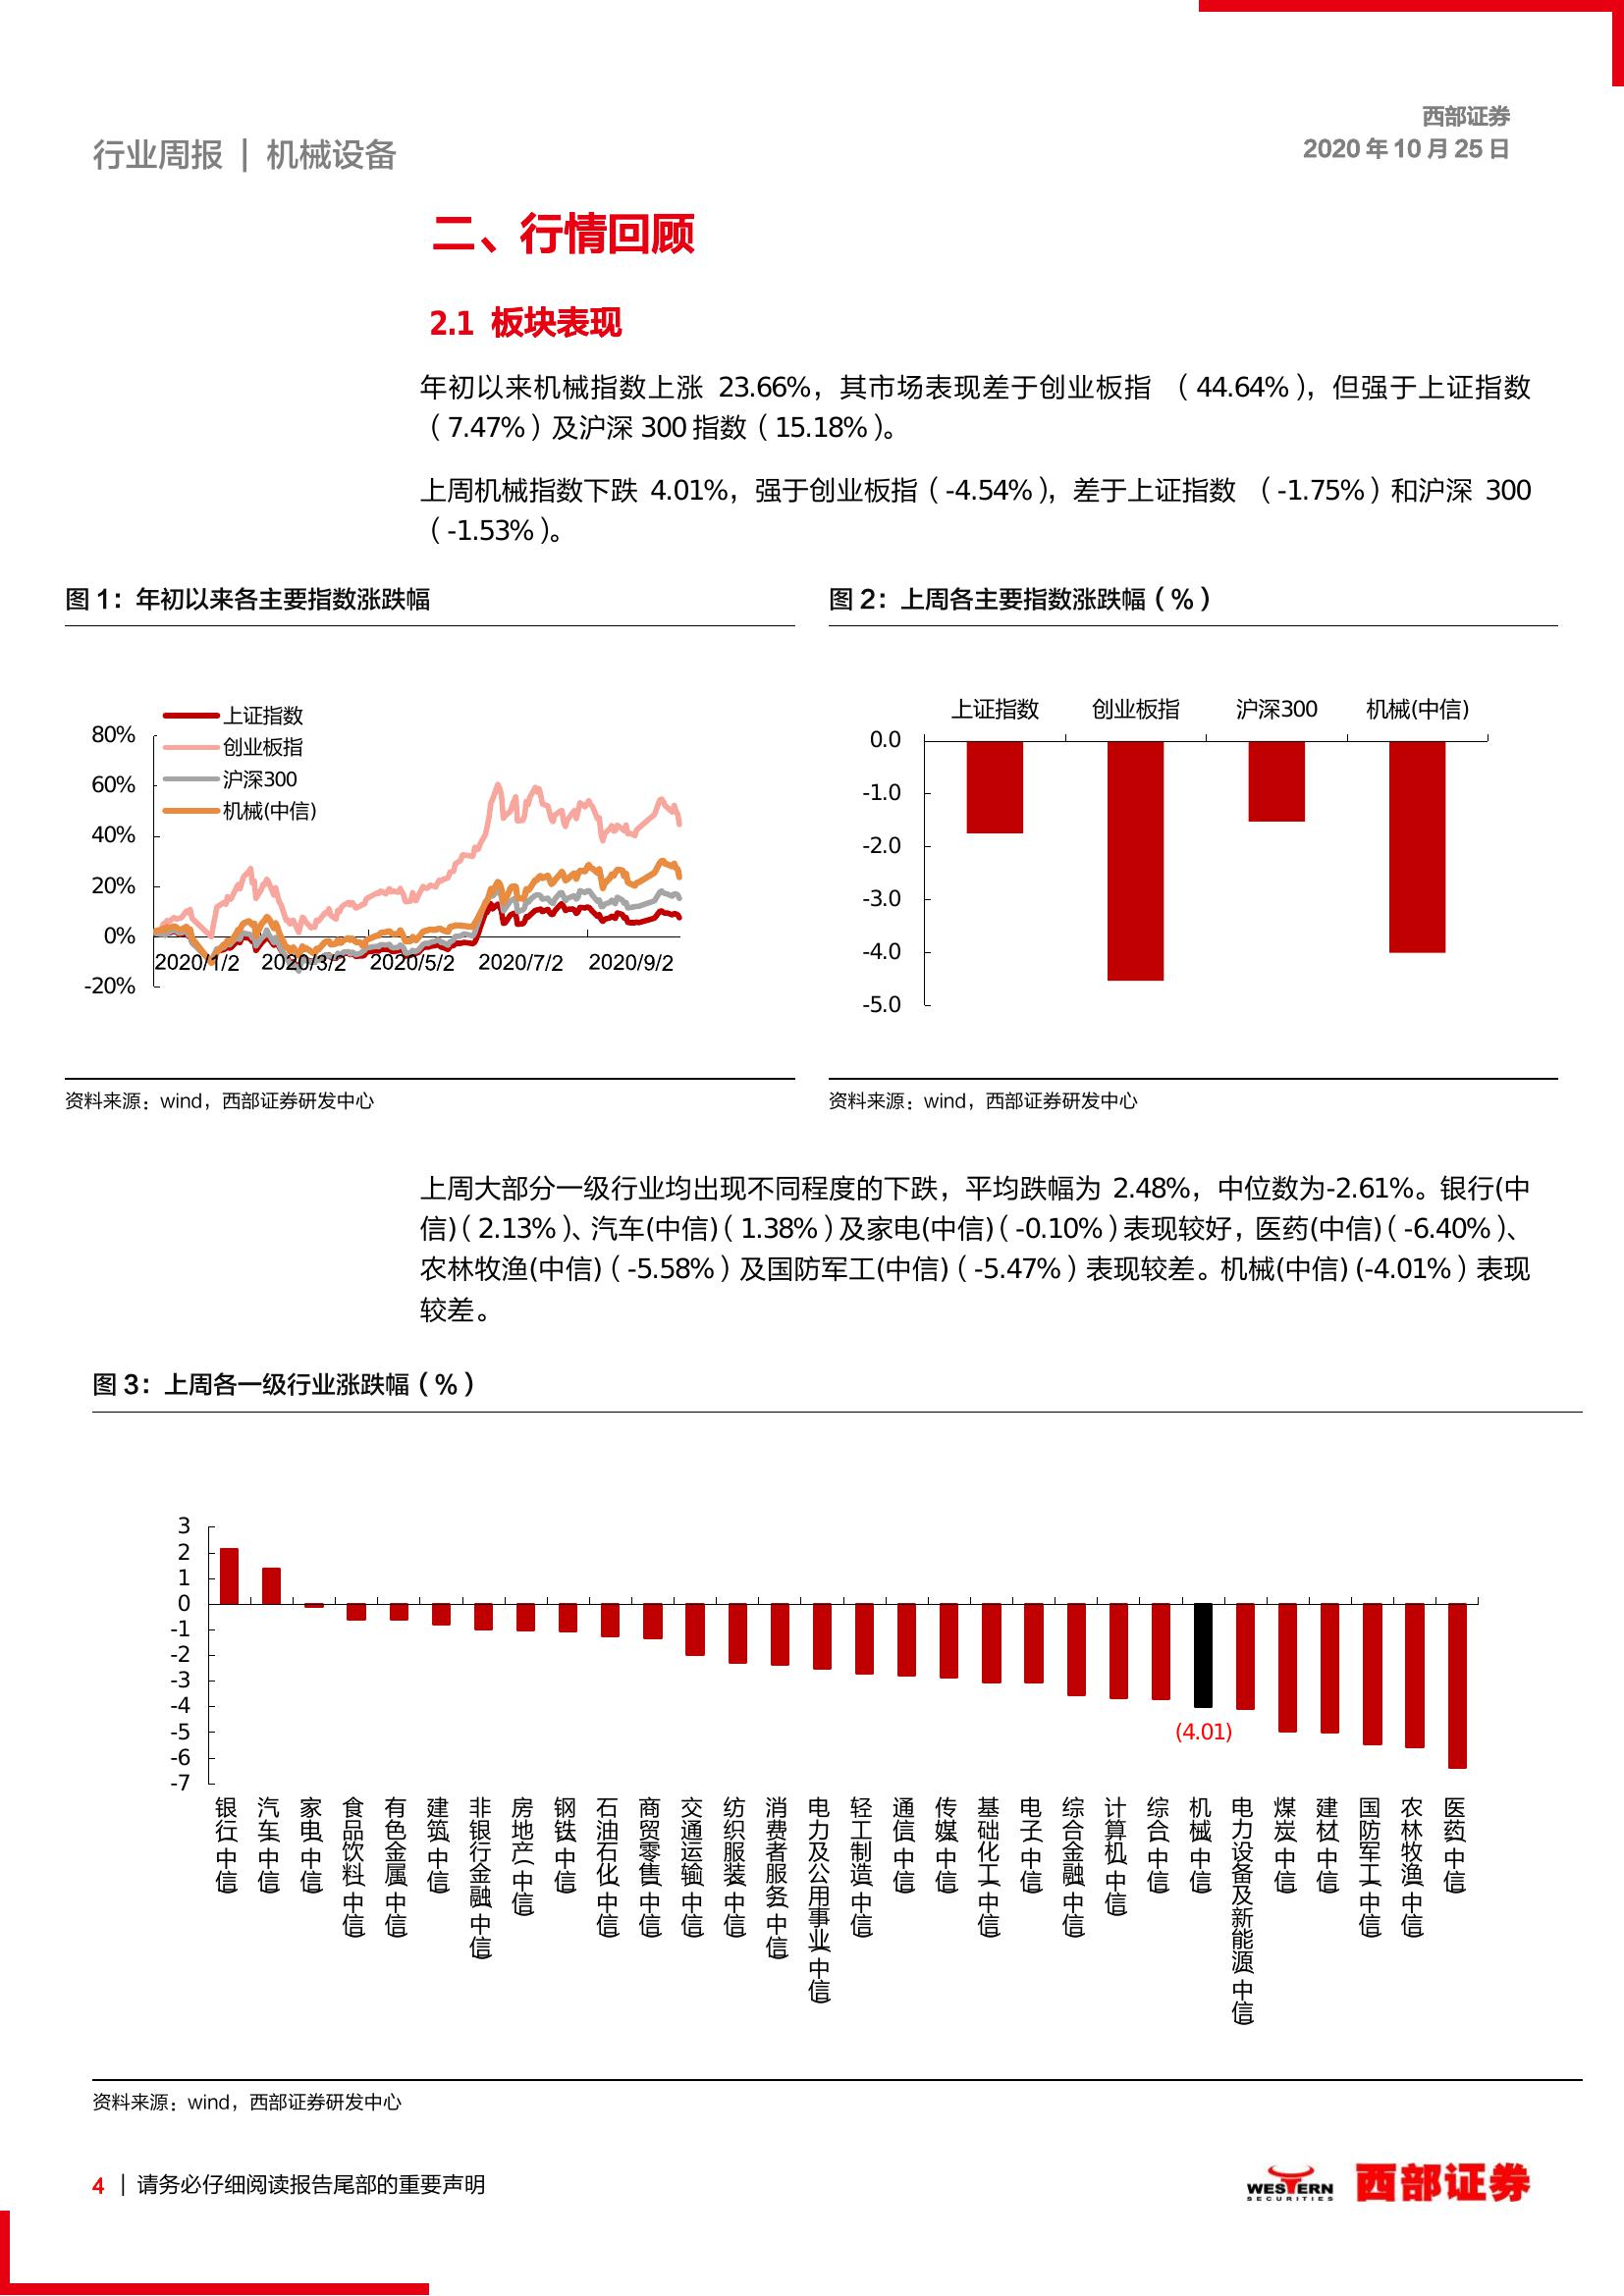 西部证券
行业周报 | 机械设备
2020 年 10 月 25 日
二、行情回顾
2.1 板块表现
年初以来机械指数上涨 23.66%，其市场表现差于创业板指 （44.64%），但强于上证指数
（7.47%）及沪深 300 指数（15.18%）。
上周机械指数下跌 4.01%，强于创业板指（-4.54%），差于上证指数 （-1.75%）和沪深 300
（-1.53%）。
图 1：年初以来各主要指数涨跌幅
上证指数
创业板指
沪深300
机械(中信)
80%
60%
40%
20%
0%
-20%
2020/1/2 2020/3/2 2020/5/2 2020/7/2 2020/9/2
资料来源：wind，西部证券研发中心
图 2：上周各主要指数涨跌幅（%）
上证指数 创业板指 沪深300 机械(中信)
0.0
-1.0
-2.0
-3.0
-4.0
-5.0
资料来源：wind，西部证券研发中心
上周大部分一级行业均出现不同程度的下跌，平均跌幅为 2.48%，中位数为-2.61%。银行(中
信)（2.13%）、汽车(中信)（1.38%）及家电(中信)（-0.10%）表现较好，医药(中信)（-6.40%）、
农林牧渔(中信)（-5.58%）及国防军工(中信)（-5.47%）表现较差。机械(中信) (-4.01%）表现
较差。
图 3：上周各一级行业涨跌幅（%）
3
2
1
0
-1
-2
-3
-4
-5
-6
-7
(4.01)
银行(中信)
汽车(中信)
家电(中信)
食品饮料(中信)
有色金属(中信)
建筑(中信)
非银行金融(中信)
房地产(中信)
钢铁(中信)
石油石化(中信)
商贸零售(中信)
交通运输(中信)
纺织服装(中信)
消费者服务(中信)
电力及公用事业(中信)
轻工制造(中信)
通信(中信)
传媒(中信)
基础化工(中信)
电子(中信)
综合金融(中信)
计算机(中信)
综合(中信)
机械(中信)
电力设备及新能源(中信)
煤炭(中信)
建材(中信)
国防军工(中信)
农林牧渔(中信)
医药(中信)
资料来源：wind，西部证券研发中心
4 | 请务必仔细阅读报告尾部的重要声明
WESTERN
SECURITIES
西部证券